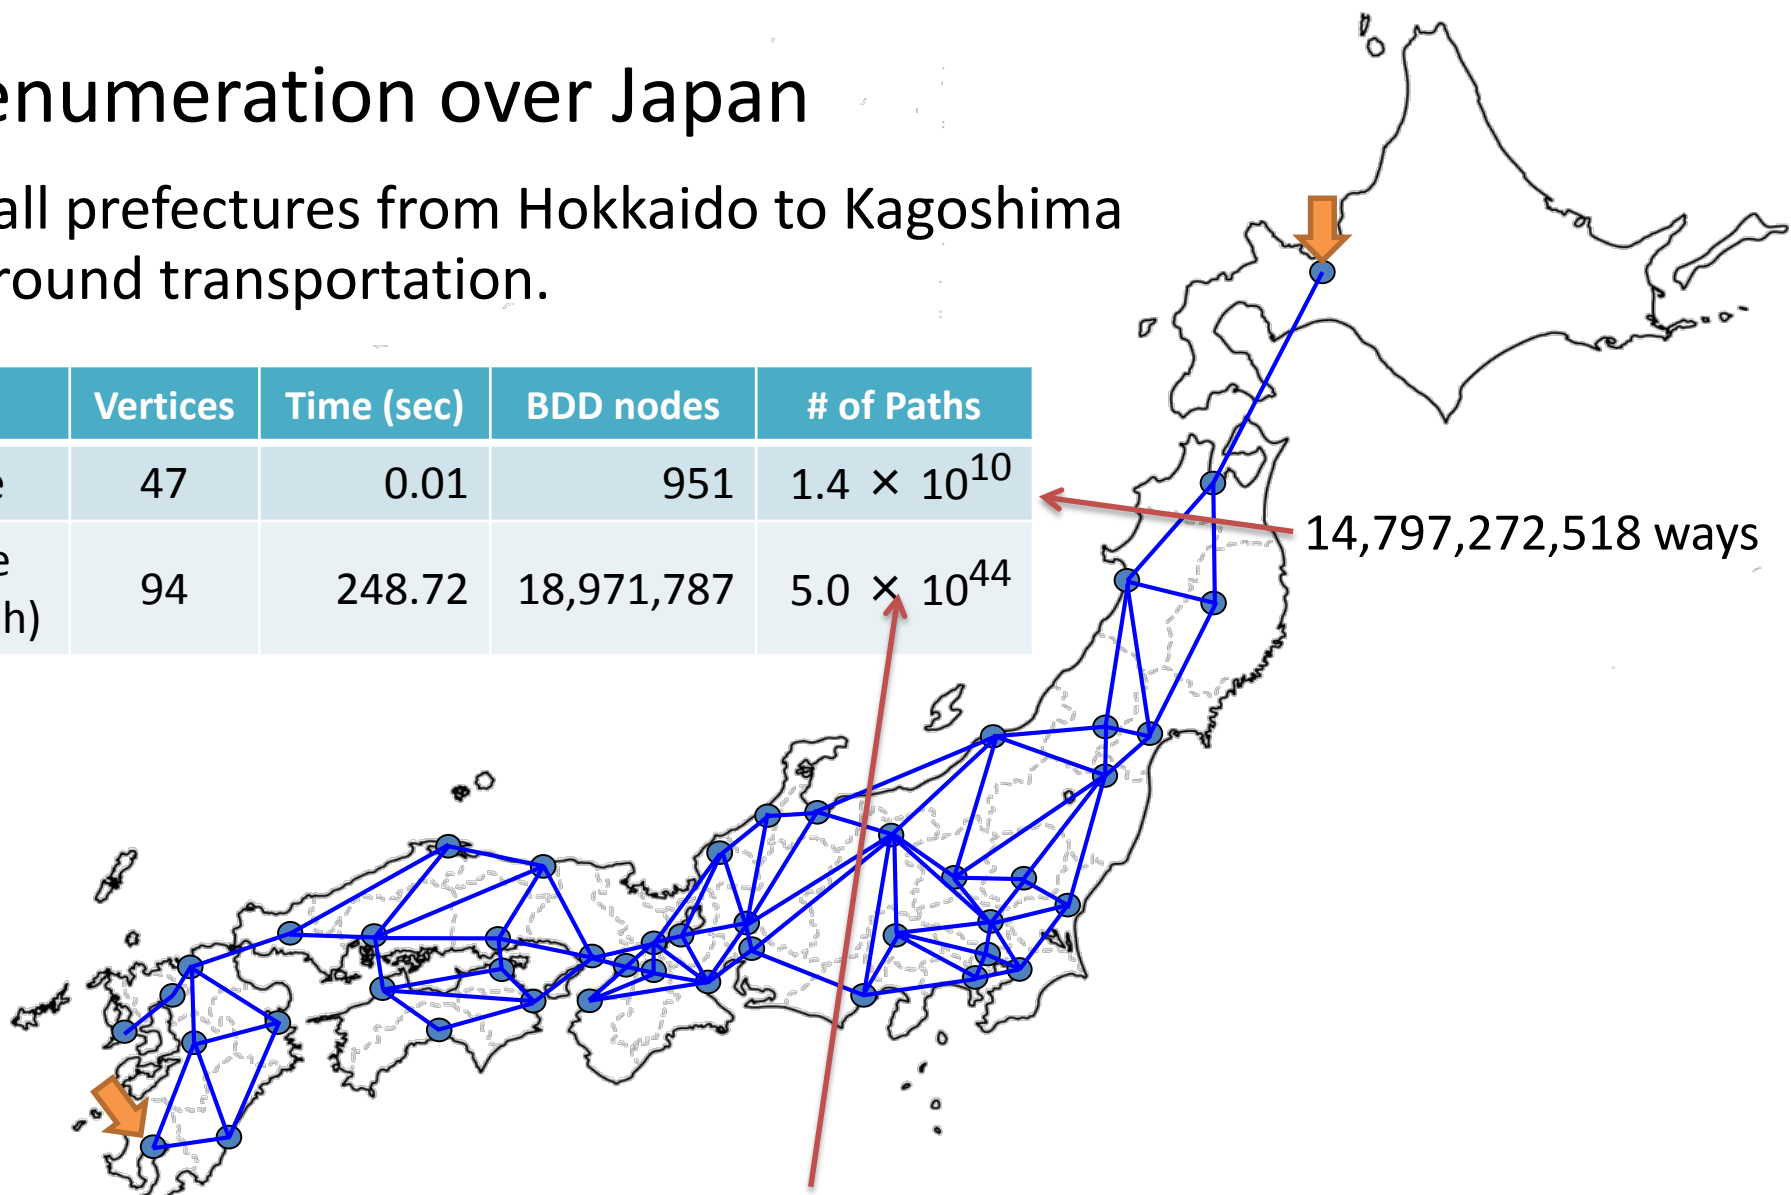 enumeration over Japan
all prefectures from Hokkaido to Kagoshima
round transportation.
Vertices Time (sec) BDD nodes # of Paths
e 47 0.01 951 1.4 × 10^10
14,797,272,518 ways
e
h) 94 248.72 18,971,787 5.0 × 10^44